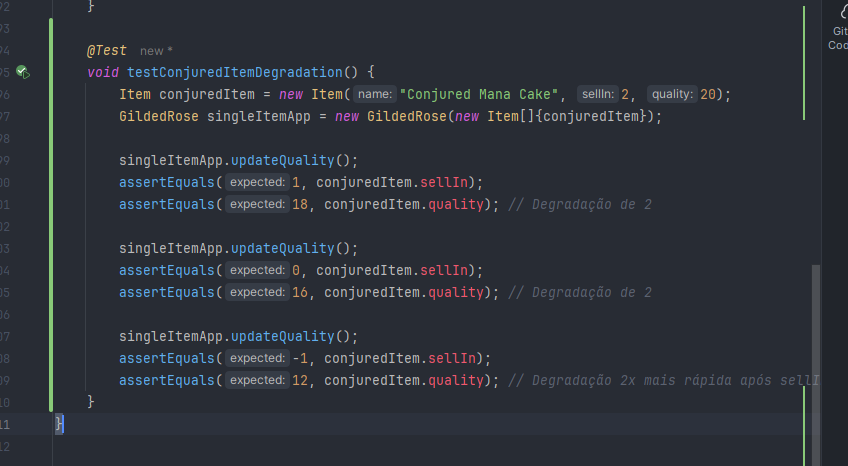 92 }
93
94 @Test new *
95 void testConjuredItemDegradation() {
96 Item conjuredItem = new Item( name: "Conjured Mana Cake", sellIn: 2, quality: 20);
97 GildedRose singleItemApp = new GildedRose(new Item[]{conjuredItem});
98
99 singleItemApp.updateQuality();
00 assertEquals( expected: 1, conjuredItem.sellIn);
01 assertEquals( expected: 18, conjuredItem.quality); // Degradação de 2
02
03 singleItemApp.updateQuality();
04 assertEquals( expected: 0, conjuredItem.sellIn);
05 assertEquals( expected: 16, conjuredItem.quality); // Degradação de 2
06
07 singleItemApp.updateQuality();
08 assertEquals( expected: -1, conjuredItem.sellIn);
09 assertEquals( expected: 12, conjuredItem.quality); // Degradação 2x mais rápida após sellI
10 }
11 }
12
Git
Cod